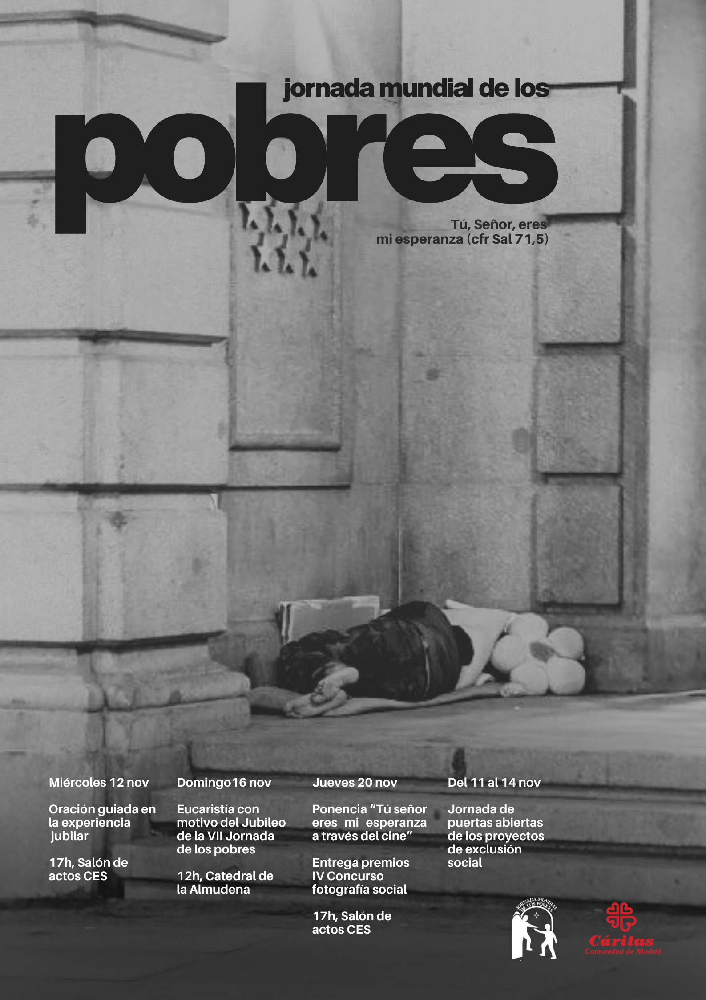 jornada mundial de los
pobres
Tú, Señor, eres
mi esperanza (cfr Sal 71,5)
Miércoles 12 nov
Oración guiada en
la experiencia
jubilar
17h, Salón de
actos CES
Domingo16 nov
Eucaristía con
motivo del Jubileo
de la VII Jornada
de los pobres
12h, Catedral de
la Almudena
Jueves 20 nov
Ponencia “Tú señor
eres mi esperanza
a través del cine”
Entrega premios
IV Concurso
fotografía social
17h, Salón de
actos CES
Del 11 al 14 nov
Jornada de
puertas abiertas
de los proyectos
de exclusión
social
JORNADA MUNDIAL
DE LOS POBRES
Cáritas
Comunidad de Madrid